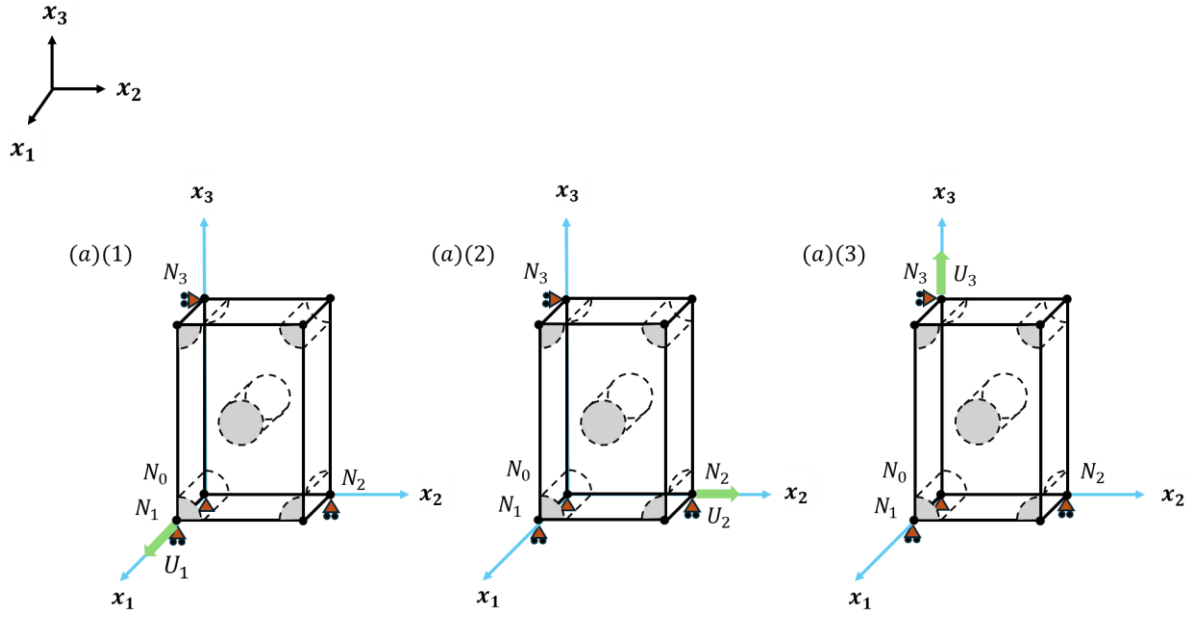 x₃
x₂
x₁
x₃
(a)(1)
N₃
N₀
N₂
x₂
N₁
U₁
x₁
x₃
(a)(2)
N₃
N₀
N₂
x₂
N₁
U₂
x₁
x₃
(a)(3)
N₃
U₃
N₀
N₂
x₂
N₁
x₁